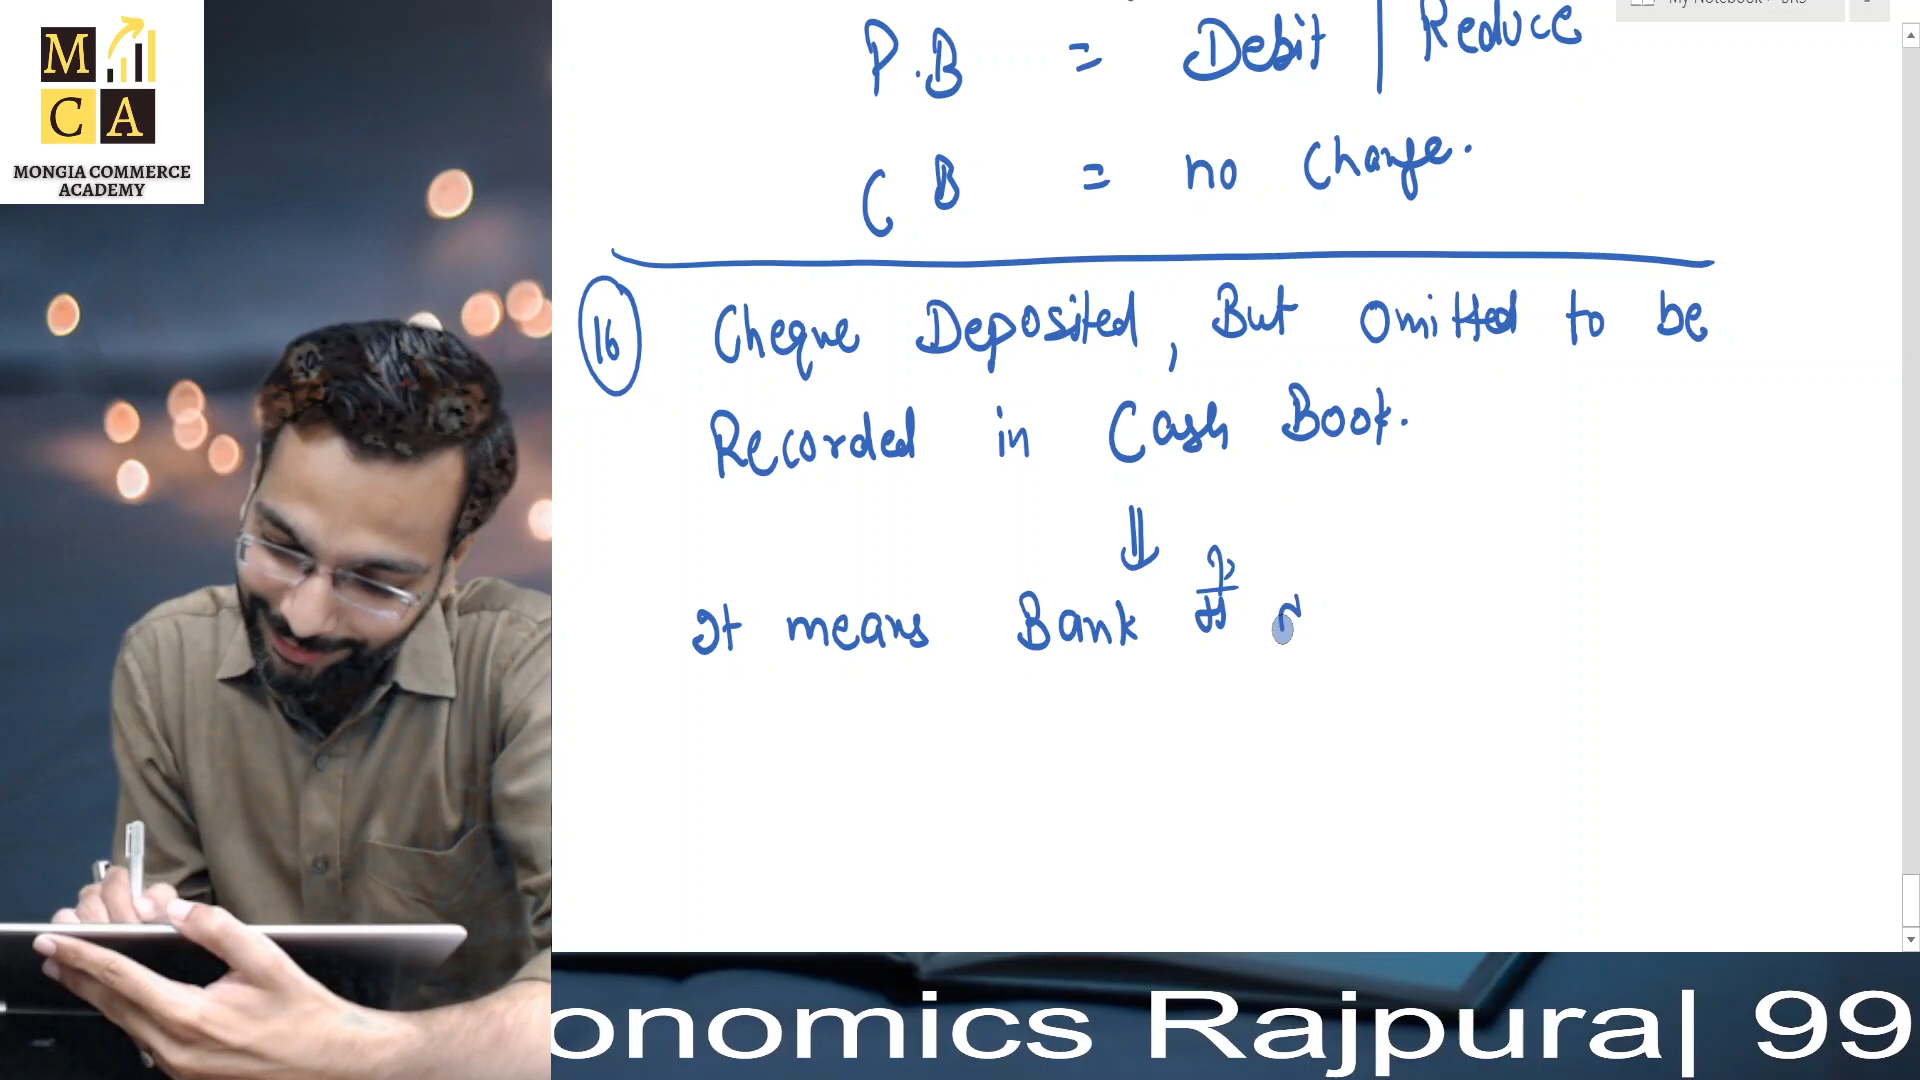 M
C A
MONGIA COMMERCE
ACADEMY
P.B = Debit | Reduce
C B = no Change.
16 Cheque Deposited, But Omitted to be
Recorded in Cash Book.
It means Bank में
onomics Rajpura| 99